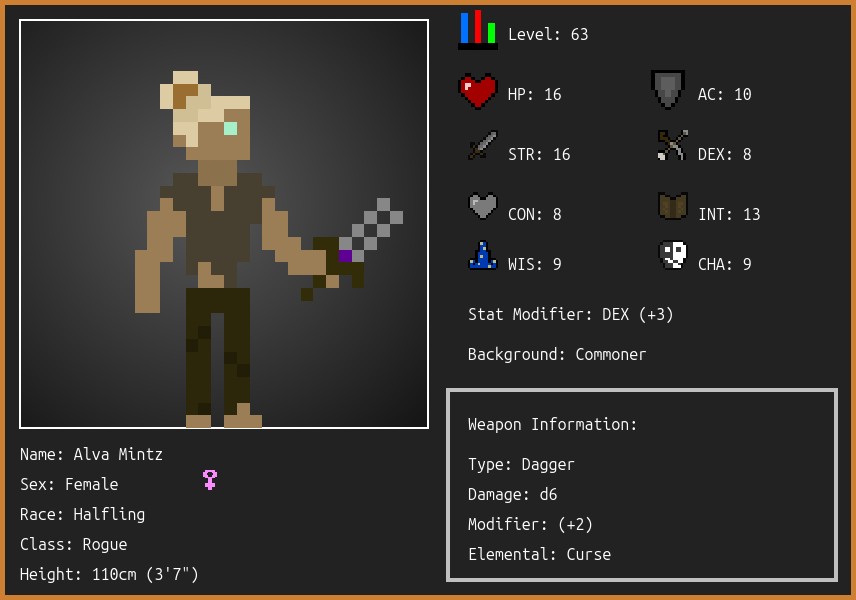 Level: 63
HP: 16
AC: 10
STR: 16
DEX: 8
CON: 8
INT: 13
WIS: 9
CHA: 9
Stat Modifier: DEX (+3)
Background: Commoner
Weapon Information:
Type: Dagger
Damage: d6
Modifier: (+2)
Elemental: Curse
Name: Alva Mintz
Sex: Female
Race: Halfling
Class: Rogue
Height: 110cm (3'7")